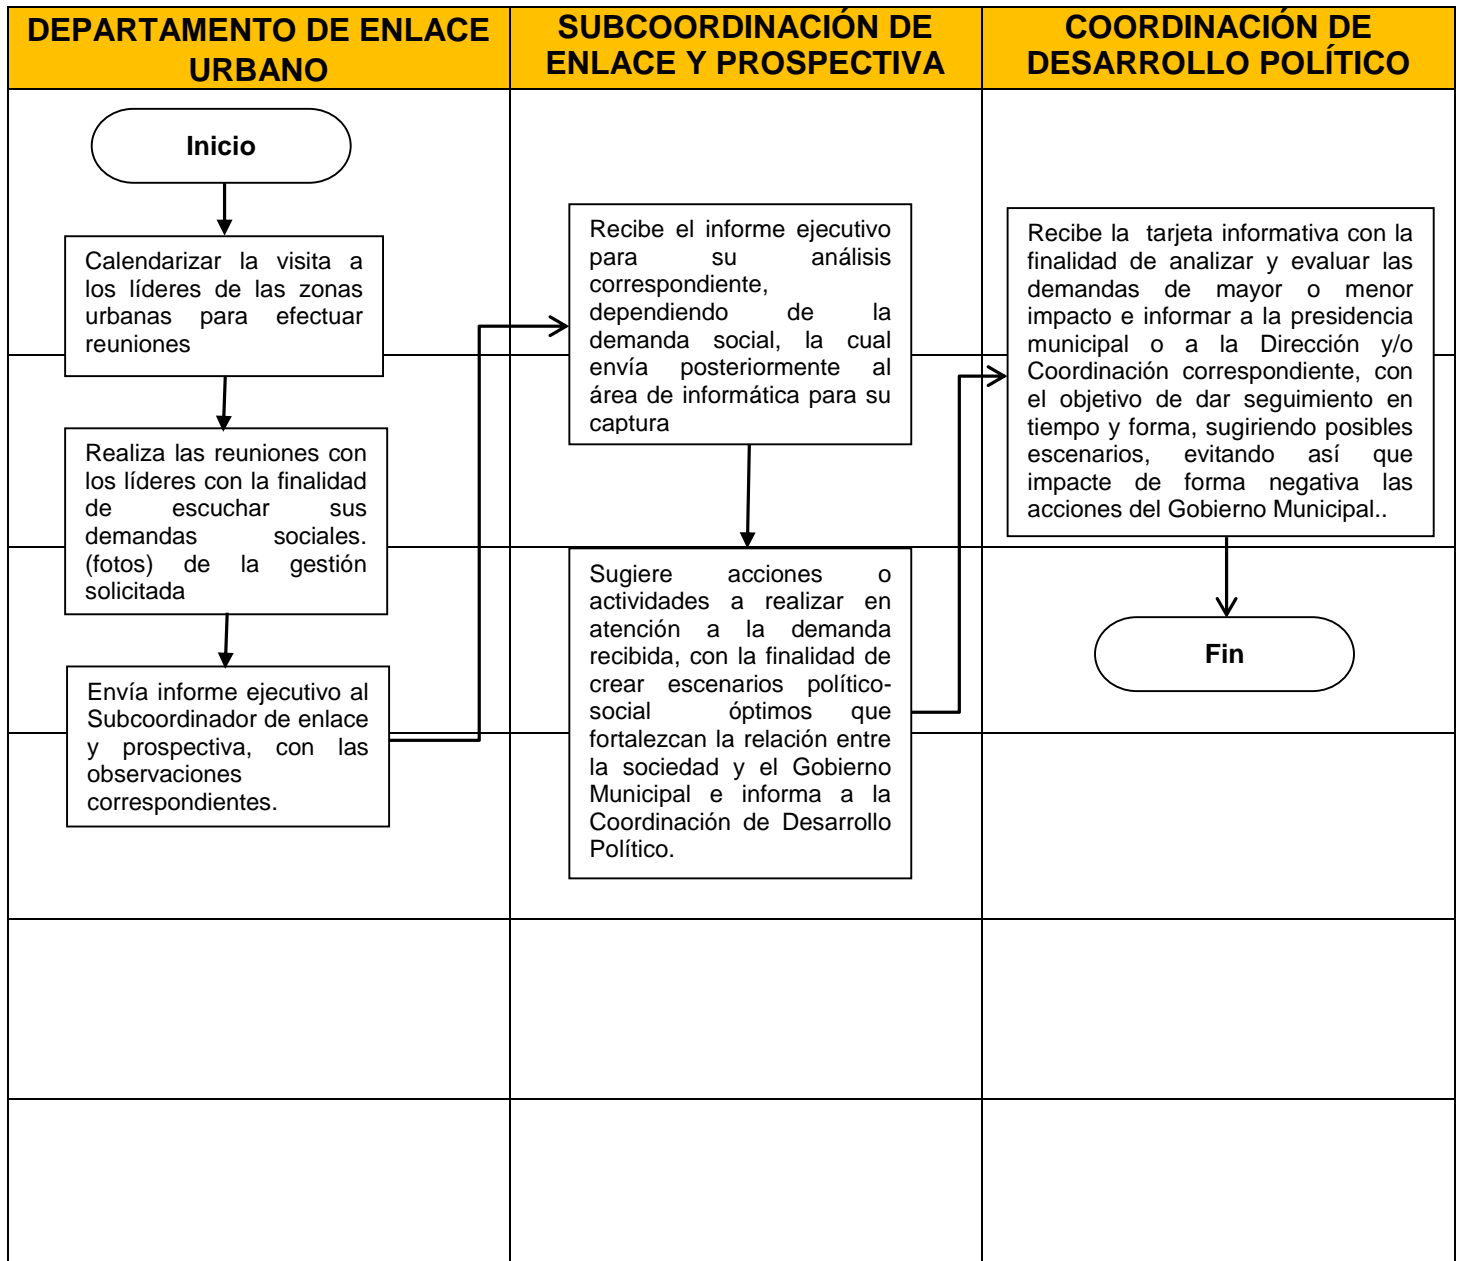 DEPARTAMENTO DE ENLACE
URBANO
SUBCOORDINACIÓN DE
ENLACE Y PROSPECTIVA
COORDINACIÓN DE
DESARROLLO POLÍTICO
Inicio
Calendarizar la visita a
los líderes de las zonas
urbanas para efectuar
reuniones
Realiza las reuniones con
los líderes con la finalidad
de escuchar sus
demandas sociales.
(fotos) de la gestión
solicitada
Envía informe ejecutivo al
Subcoordinador de enlace
y prospectiva, con las
observaciones
correspondientes.
Recibe el informe ejecutivo
para su análisis
correspondiente,
dependiendo de la
demanda social, la cual
envía posteriormente al
área de informática para su
captura
Sugiere acciones o
actividades a realizar en
atención a la demanda
recibida, con la finalidad de
crear escenarios político-
social óptimos que
fortalezcan la relación entre
la sociedad y el Gobierno
Municipal e informa a la
Coordinación de Desarrollo
Político.
Recibe la tarjeta informativa con la
finalidad de analizar y evaluar las
demandas de mayor o menor
impacto e informar a la presidencia
municipal o a la Dirección y/o
Coordinación correspondiente, con
el objetivo de dar seguimiento en
tiempo y forma, sugiriendo posibles
escenarios, evitando así que
impacte de forma negativa las
acciones del Gobierno Municipal..
Fin